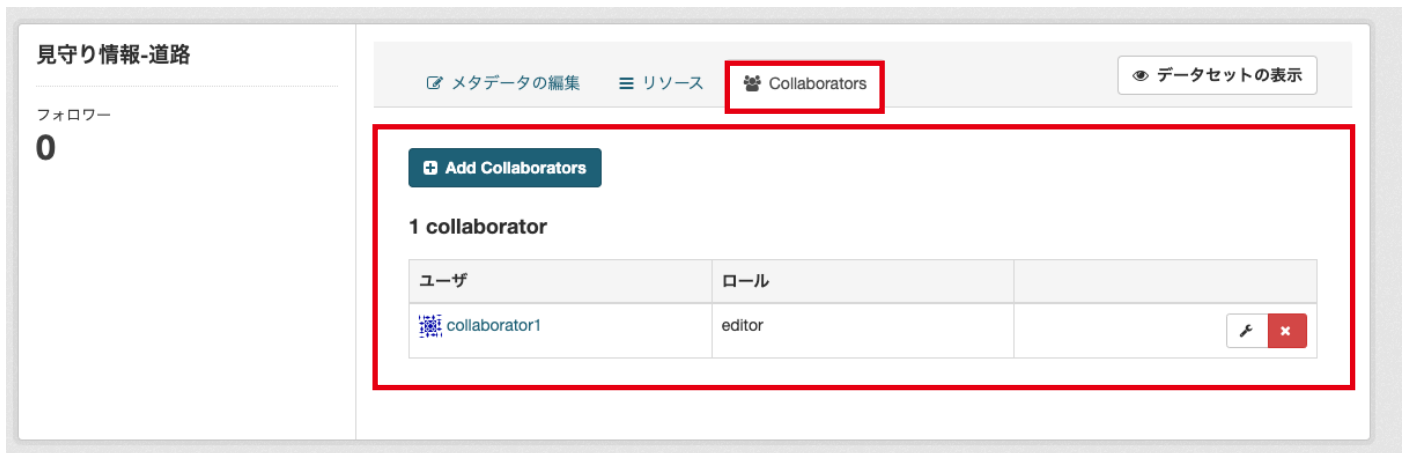 見守り情報-道路
フォロワー
0
メタデータの編集
リソース
Collaborators
データセットの表示
Add Collaborators
1 collaborator
ユーザ ロール
collaborator1 editor